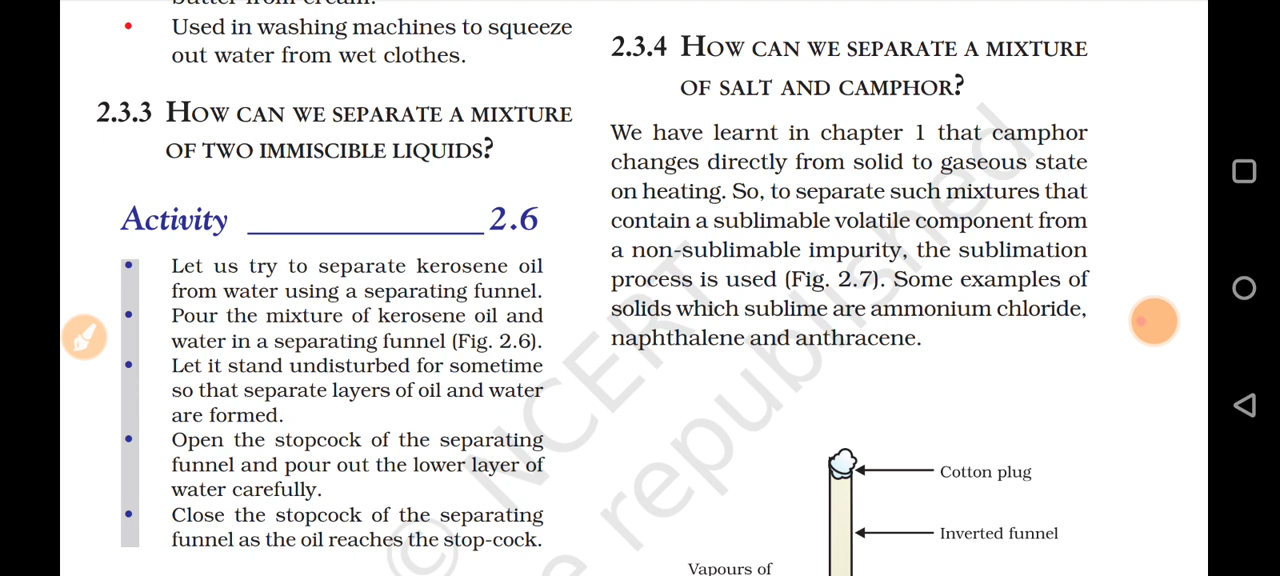 butter from cream.
• Used in washing machines to squeeze
out water from wet clothes.
2.3.3 HOW CAN WE SEPARATE A MIXTURE
OF TWO IMMISCIBLE LIQUIDS?
Activity ______________ 2.6
• Let us try to separate kerosene oil
from water using a separating funnel.
• Pour the mixture of kerosene oil and
water in a separating funnel (Fig. 2.6).
• Let it stand undisturbed for sometime
so that separate layers of oil and water
are formed.
• Open the stopcock of the separating
funnel and pour out the lower layer of
water carefully.
• Close the stopcock of the separating
funnel as the oil reaches the stop-cock.
2.3.4 HOW CAN WE SEPARATE A MIXTURE
OF SALT AND CAMPHOR?
We have learnt in chapter 1 that camphor
changes directly from solid to gaseous state
on heating. So, to separate such mixtures that
contain a sublimable volatile component from
a non-sublimable impurity, the sublimation
process is used (Fig. 2.7). Some examples of
solids which sublime are ammonium chloride,
naphthalene and anthracene.
Cotton plug
Inverted funnel
Vapours of
© NCERT
republished